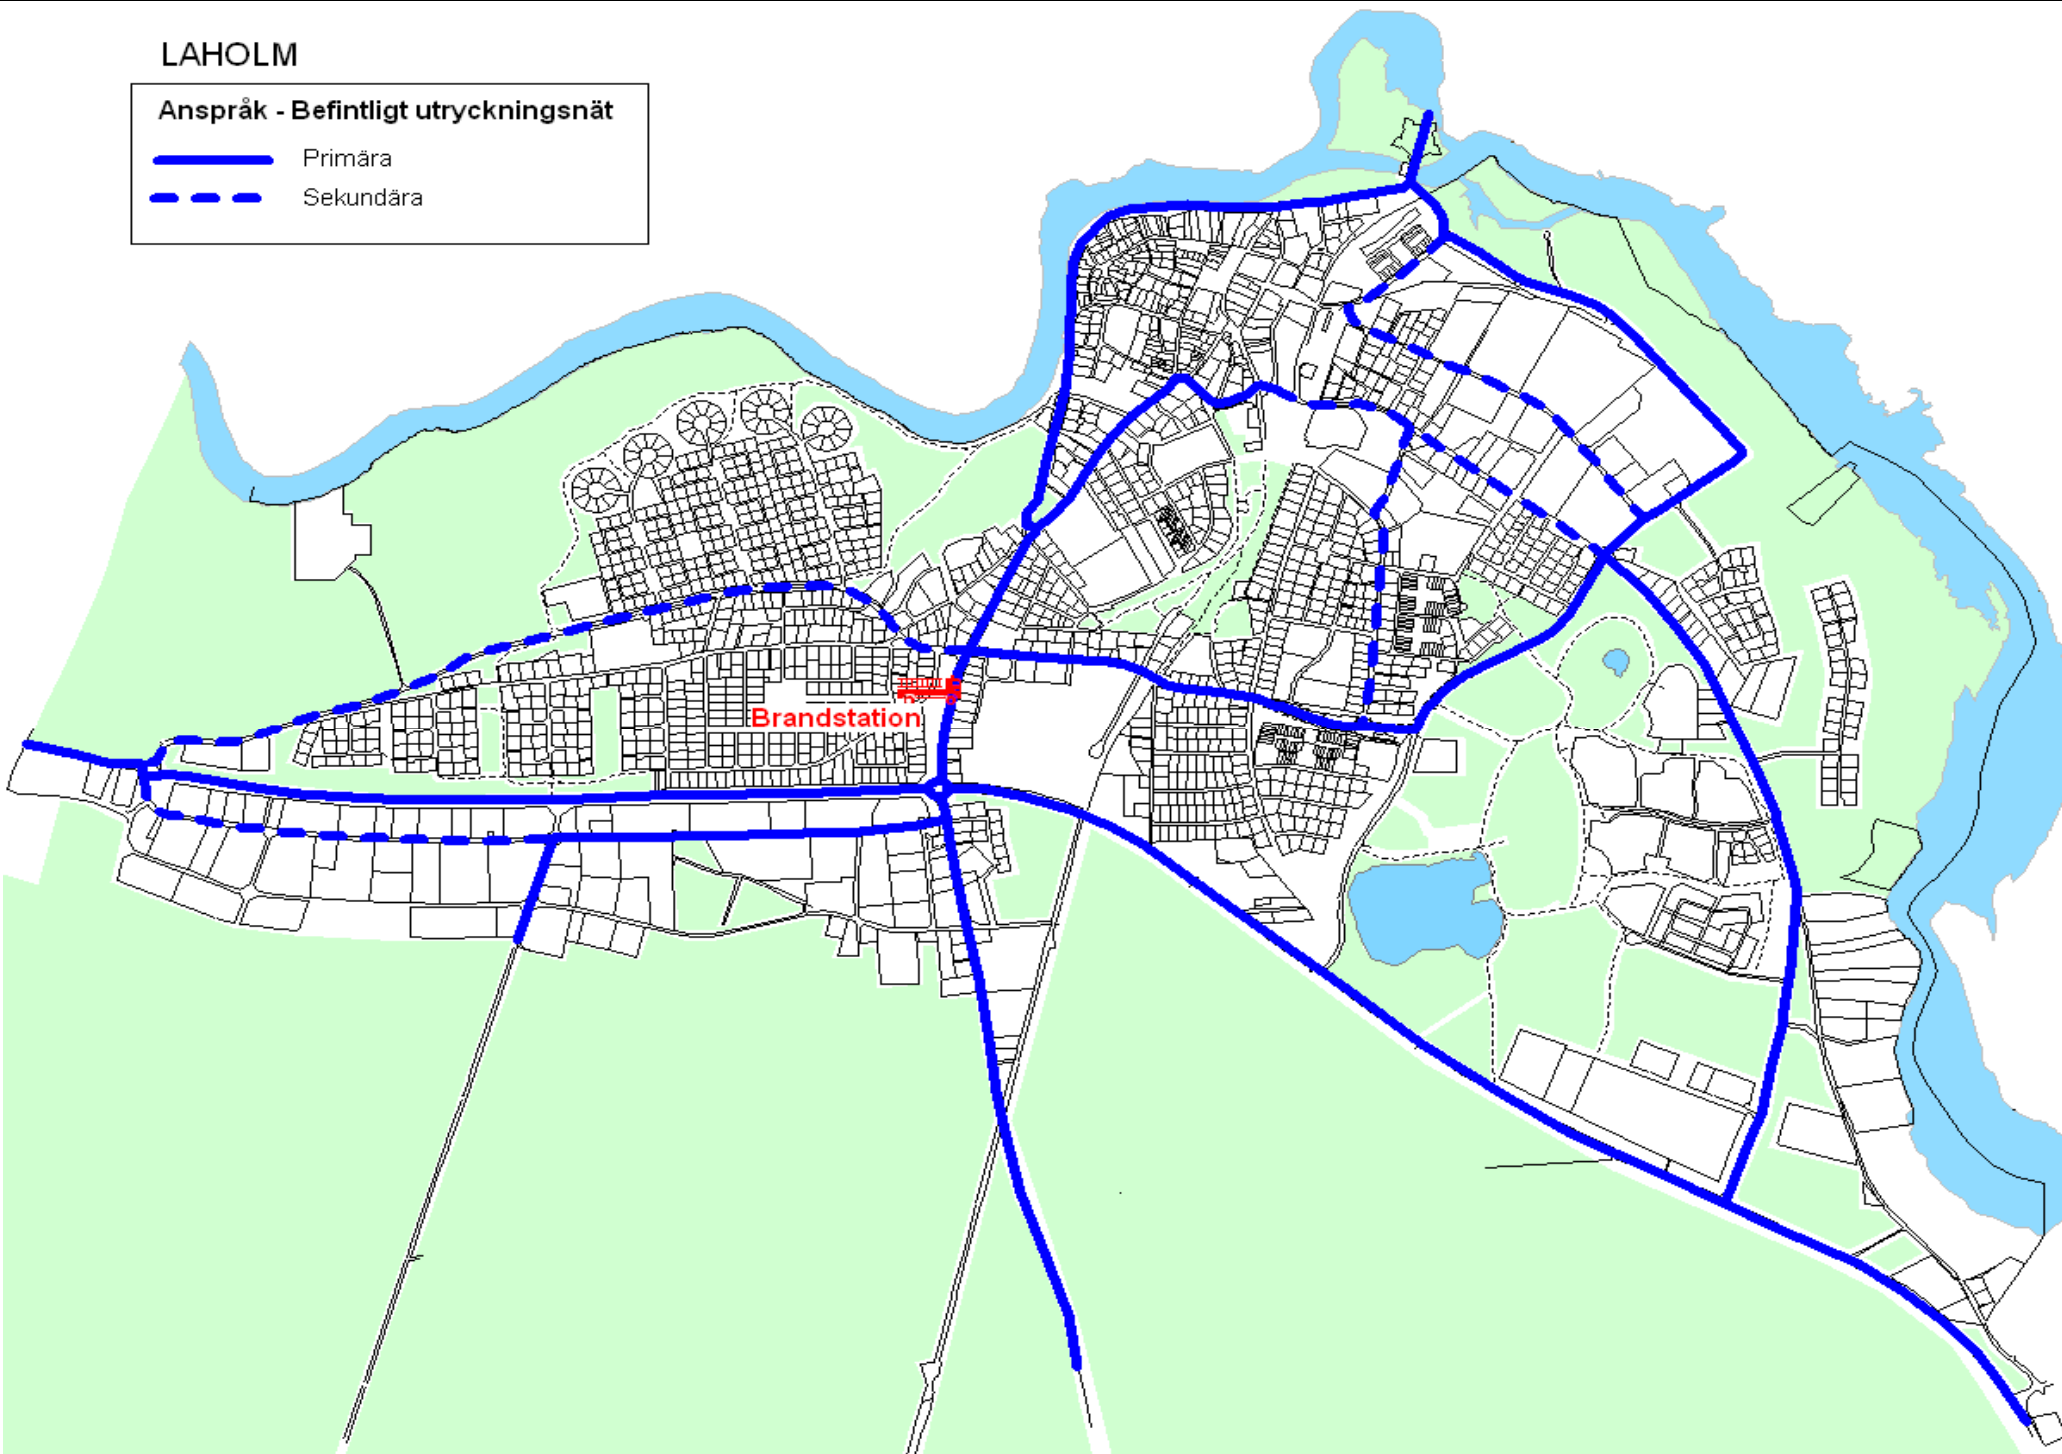 LAHOLM
Anspråk - Befintligt utryckningsnät
Primära
Sekundära
Brandstation